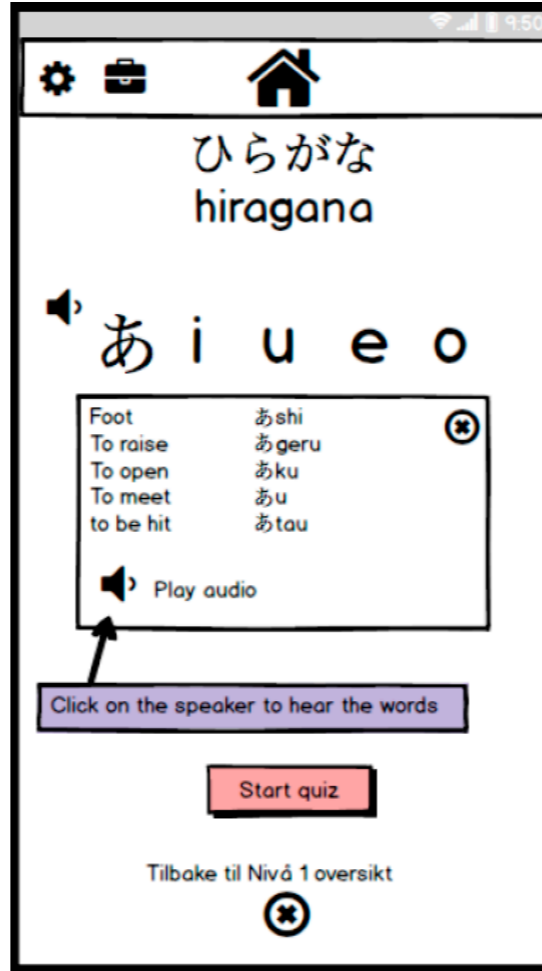 9:50
ひらがな
hiragana
あ i u e o
Foot あshi
To raise あgeru
To open あku
To meet あu
to be hit あtau
Play audio
Click on the speaker to hear the words
Start quiz
Tilbake til Nivå 1 oversikt